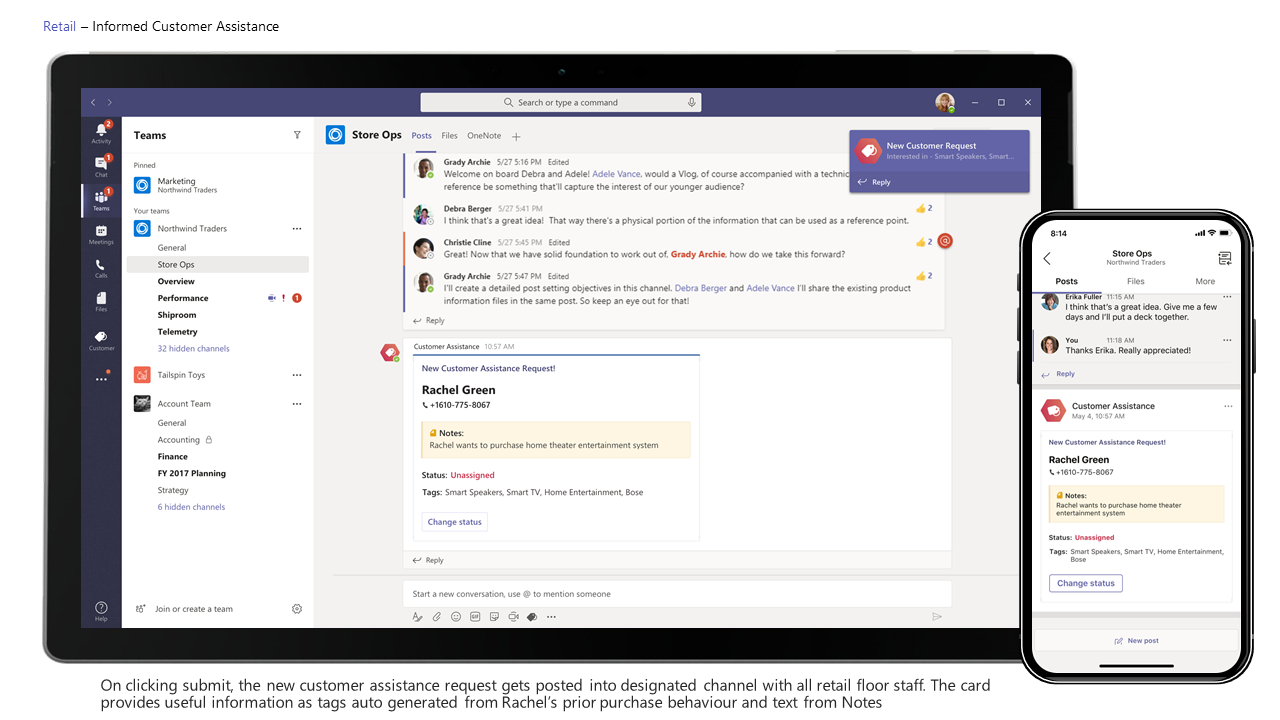 Retail – Informed Customer Assistance
Search or type a command
Activity
2
Chat
1
Teams
1
Meetings
Calls
Files
Customer
Help
Teams
Pinned
Marketing
Northwind Traders
Your teams
Northwind Traders
General
Store Ops
Overview
Performance
! 1
Shiproom
Telemetry
32 hidden channels
Tailspin Toys
Account Team
General
Accounting
Finance
FY 2017 Planning
Strategy
6 hidden channels
Join or create a team
Store Ops Posts Files OneNote +
New Customer Request
Interested in - Smart Speakers, Smart...
Reply
Grady Archie 5/27 5:16 PM Edited
Welcome on board Debra and Adele! Adele Vance, would a Vlog, of course accompanied with a technic
reference be something that'll capture the interest of our younger audience?
Debra Berger 5/27 5:41 PM
2
I think that's a great idea! That way there's a physical portion of the information that can be used as a reference point.
Christie Cline 5/27 5:45 PM Edited
2 @
Great! Now that we have solid foundation to work out of. Grady Archie, how do we take this forward?
Grady Archie 5/27 5:47 PM Edited
2
I'll create a detailed post setting objectives in this channel. Debra Berger and Adele Vance I'll share the existing product
information files in the same post. So keep an eye out for that!
Reply
Customer Assistance 10:57 AM
New Customer Assistance Request!
Rachel Green
+1610-775-8067
Notes:
Rachel wants to purchase home theater entertainment system
Status: Unassigned
Tags: Smart Speakers, Smart TV, Home Entertainment, Bose
Change status
Reply
Start a new conversation, use @ to mention someone
GIF
8:14
Store Ops
Northwind Traders
Posts Files More
Erika Fuller 11:15 AM
I think that's a great idea. Give me a few
days and I'll put a deck together.
You 11:18 AM
Thanks Erika. Really appreciated!
Reply
Customer Assistance
May 4, 10:57 AM
New Customer Assistance Request!
Rachel Green
+1610-775-8067
Notes:
Rachel wants to purchase home theater
entertainment system
Status: Unassigned
Tags: Smart Speakers, Smart TV, Home Entertainment,
Bose
Change status
New post
On clicking submit, the new customer assistance request gets posted into designated channel with all retail floor staff. The card
provides useful information as tags auto generated from Rachel's prior purchase behaviour and text from Notes